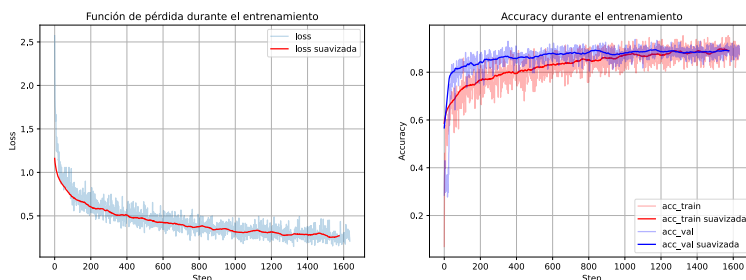 Función de pérdida durante el entrenamiento
loss
loss suavizada
2,5
2,0
1,5
1,0
0,5
Loss
0
200
400
600
800
1000
1200
1400
1600
Step
Accuracy durante el entrenamiento
0,8
0,6
0,4
0,2
Accuracy
acc_train
acc_train suavizada
acc_val
acc_val suavizada
0
200
400
600
800
1000
1200
1400
1600
Step